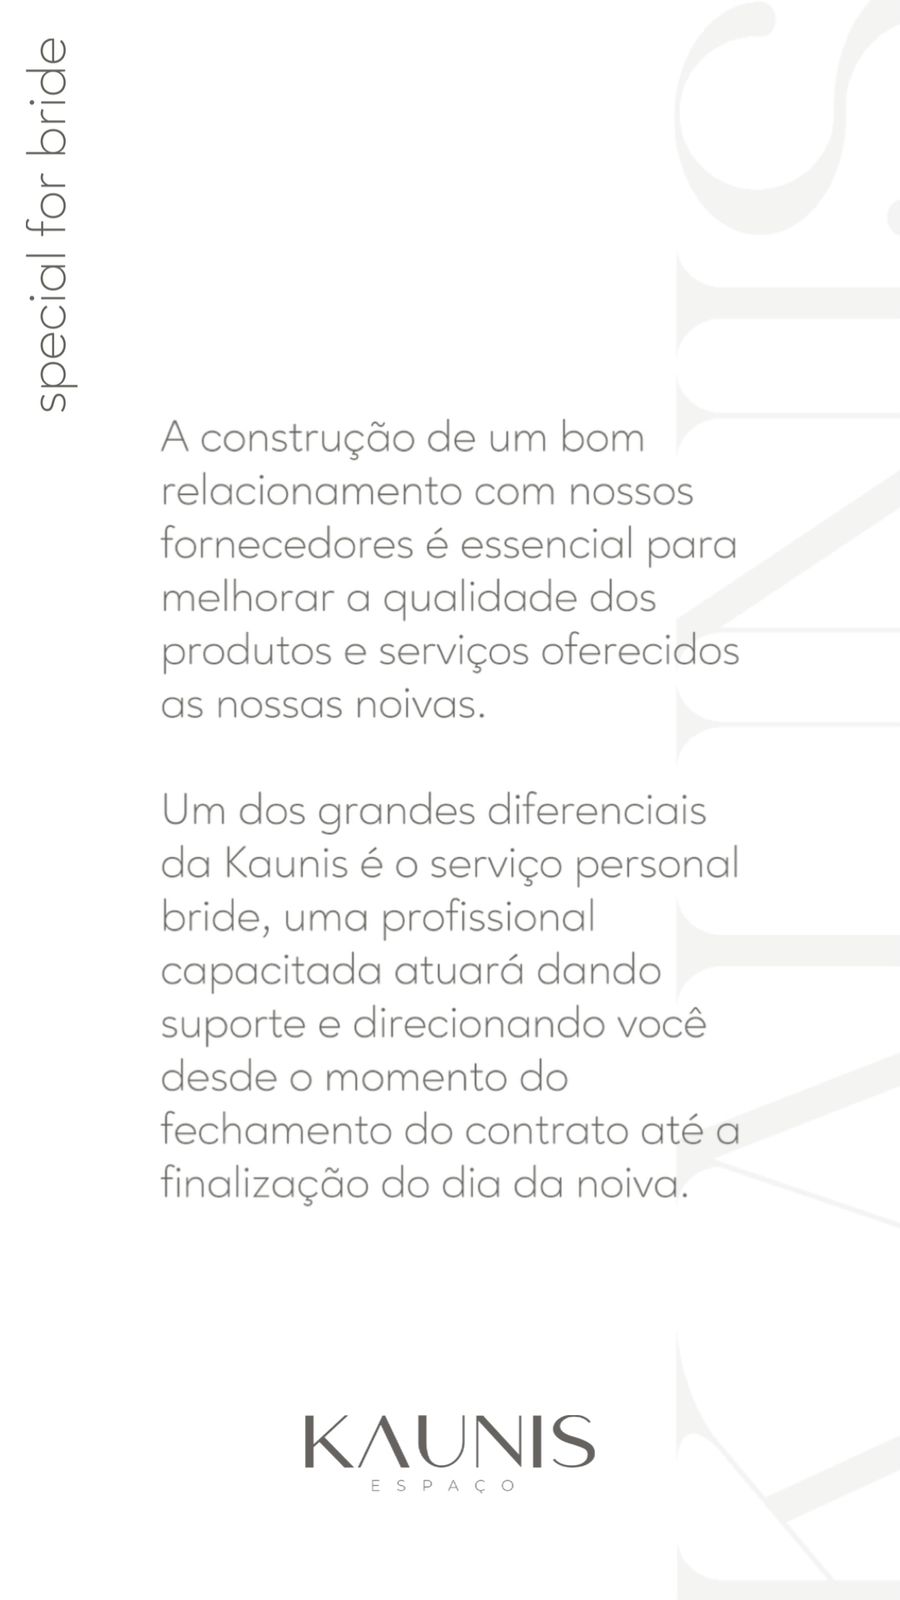 special for bride
A construção de um bom
relacionamento com nossos
fornecedores é essencial para
melhorar a qualidade dos
produtos e serviços oferecidos
as nossas noivas.
Um dos grandes diferenciais
da Kaunis é o serviço personal
bride, uma profissional
capacitada atuará dando
suporte e direcionando você
desde o momento do
fechamento do contrato até a
finalização do dia da noiva.
KAUNIS
KAUNIS
ESPAÇO